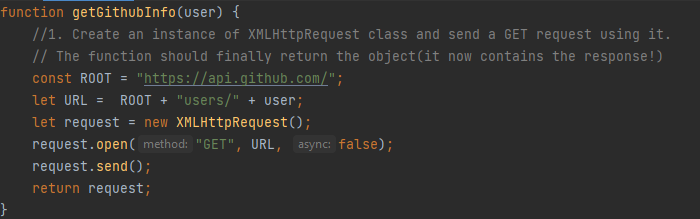 function getGithubInfo(user) {
//1. Create an instance of XMLHttpRequest class and send a GET request using it.
// The function should finally return the object(it now contains the response!)
const ROOT = "https://api.github.com/";
let URL =  ROOT + "users/" + user;
let request = new XMLHttpRequest();
request.open( method: "GET", URL, async: false);
request.send();
return request;
}